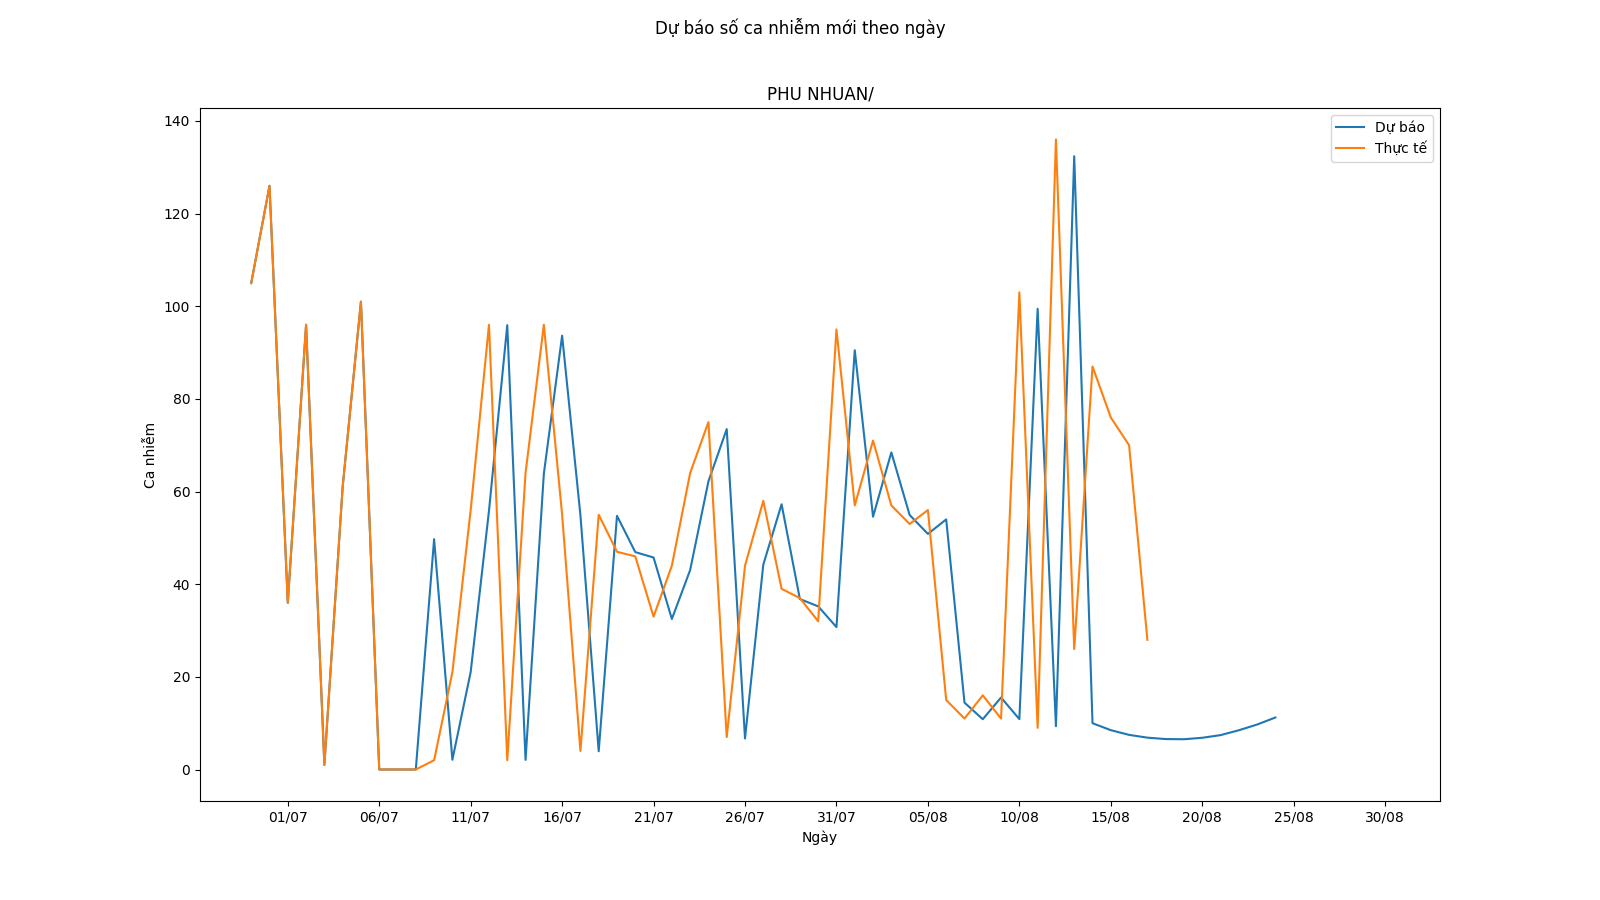 Dự báo số ca nhiễm mới theo ngày
PHU NHUAN/
Dự báo
Thực tế
140
120
100
80
60
40
20
0
Ca nhiễm
01/07 06/07 11/07 16/07 21/07 26/07 31/07 05/08 10/08 15/08 20/08 25/08 30/08
Ngày